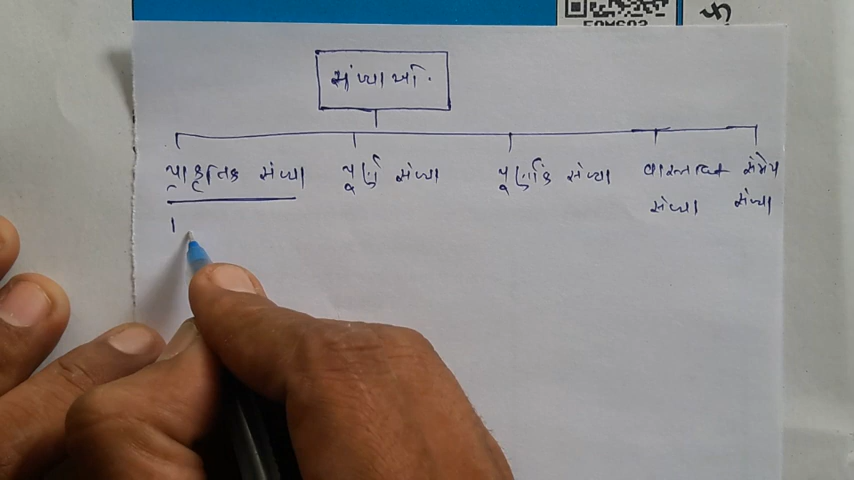 સંખ્યાઓ
પ્રાકૃતિક સંખ્યા પૂર્ણ સંખ્યા પૂર્ણાંક સંખ્યા વાસ્તવિક સંમેય
સંખ્યા સંખ્યા
1